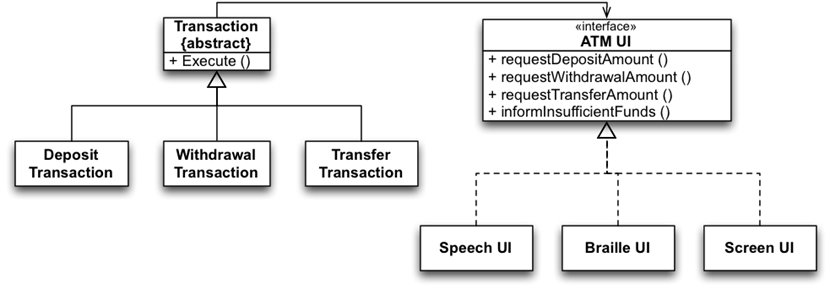 Transaction
{abstract}
+ Execute ()
«interface»
ATM UI
+ requestDepositAmount ()
+ requestWithdrawalAmount ()
+ requestTransferAmount ()
+ informInsufficientFunds ()
Deposit
Transaction
Withdrawal
Transaction
Transfer
Transaction
Speech UI
Braille UI
Screen UI